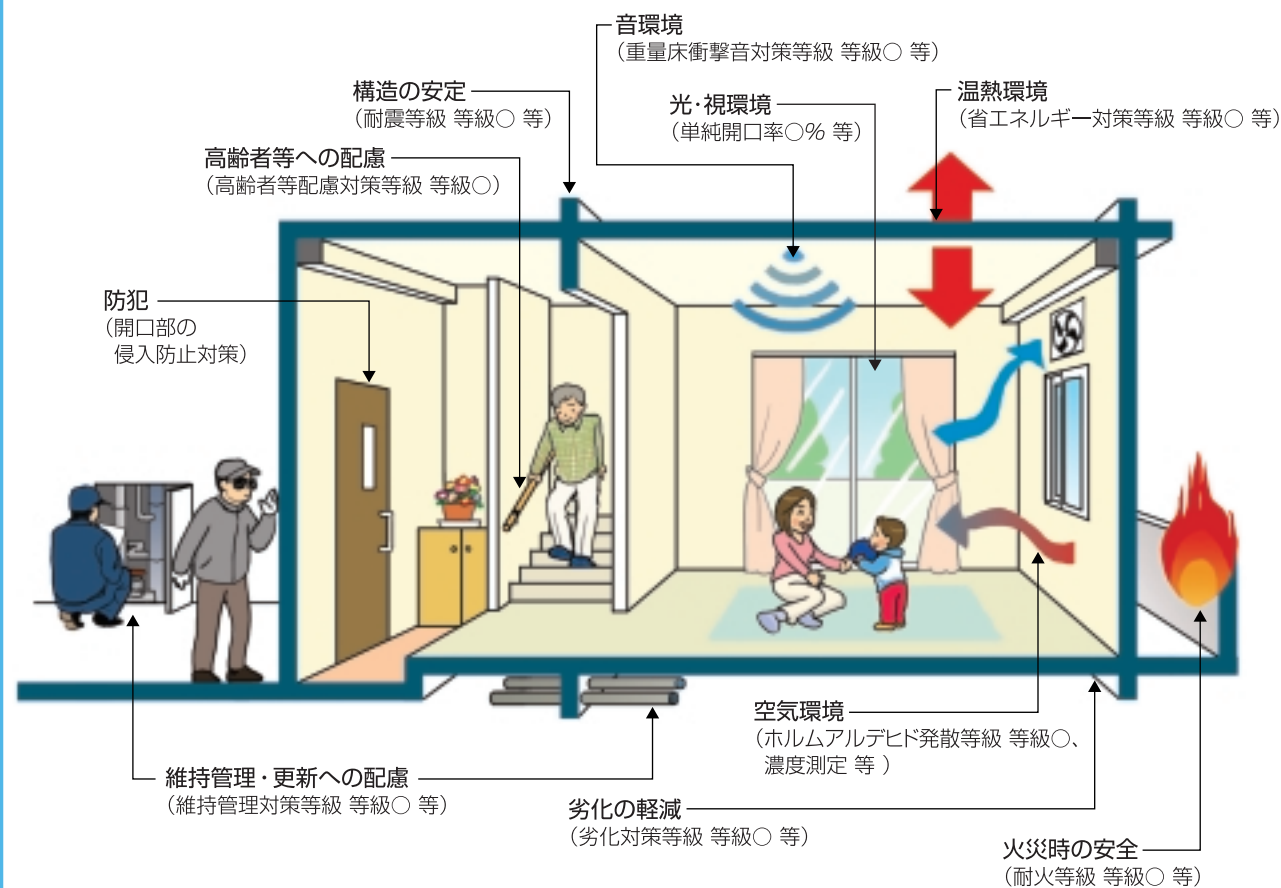 音環境
（重量床衝撃音対策等級 等級○ 等）
構造の安定
（耐震等級 等級○ 等）
光・視環境
（単純開口率○% 等）
温熱環境
（省エネルギー対策等級 等級○ 等）
高齢者等への配慮
（高齢者等配慮対策等級 等級○）
防犯
（開口部の
侵入防止対策）
空気環境
（ホルムアルデヒド発散等級 等級○、
濃度測定 等 ）
維持管理・更新への配慮
（維持管理対策等級 等級○ 等）
劣化の軽減
（劣化対策等級 等級○ 等）
火災時の安全
（耐火等級 等級○ 等）